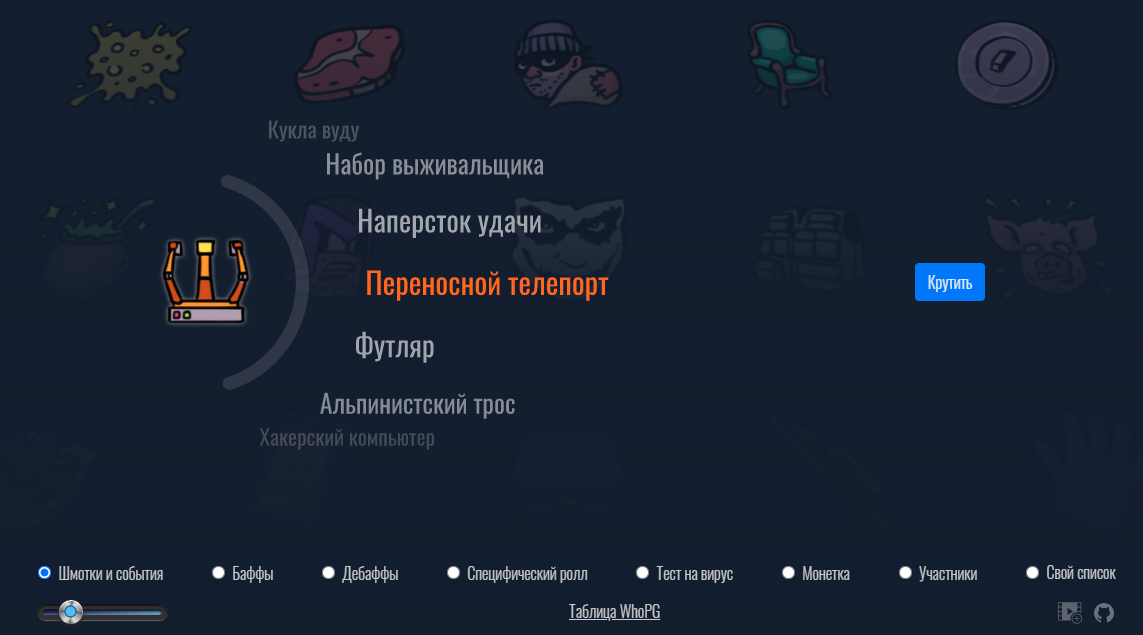 Кукла вуду
Набор выживальщика
Наперсток удачи
Переносной телепорт
Крутить
Футляр
Альпинистский трос
Хакерский компьютер
Шмотки и события
Баффы
Дебаффы
Специфический ролл
Тест на вирус
Монетка
Участники
Свой список
Таблица WhoPG